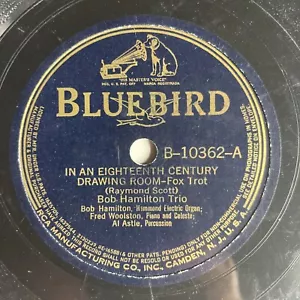 "HIS MASTER'S VOICE"
BLUEBIRD
B-10362-A
IN AN EIGHTEENTH CENTURY
DRAWING ROOM–Fox Trot
(Raymond Scott)
Bob Hamilton Trio
Bob Hamilton, Hammond Electric Organ;
Fred Woolston, Piano and Celeste;
Al Astle, Percussion
RCA MANUFACTURING CO., INC., CAMDEN, N. J., U. S. A.